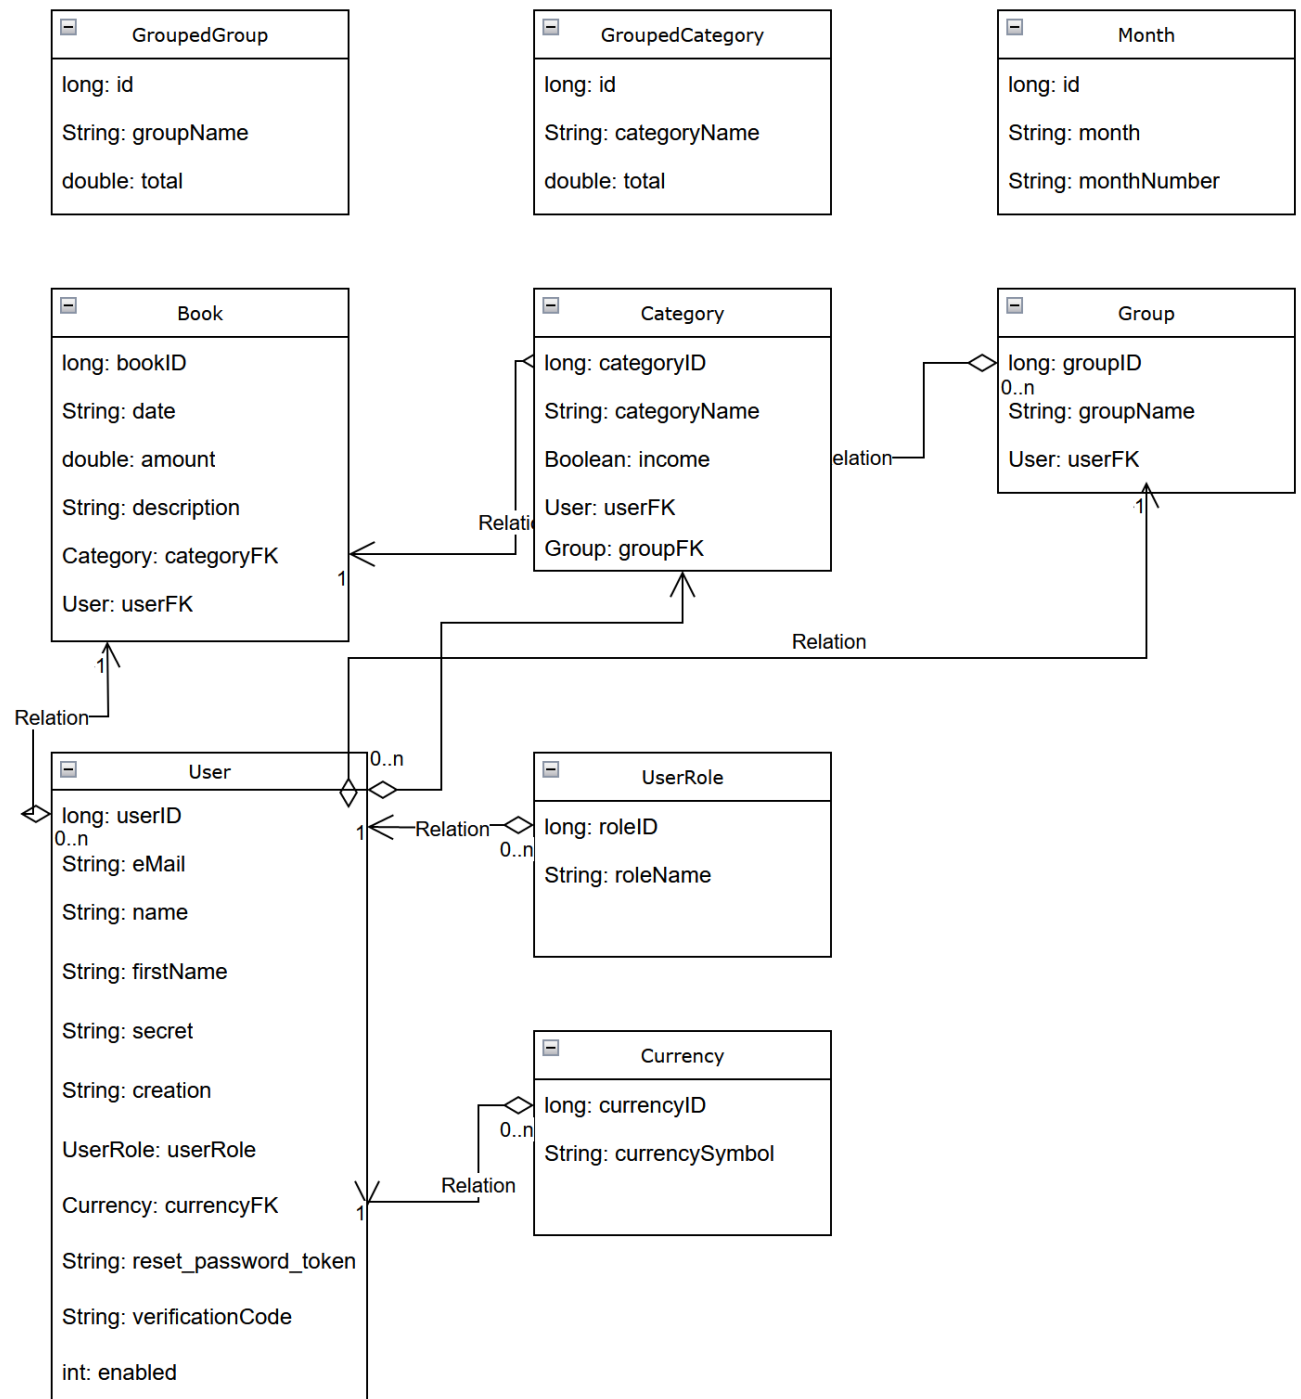 GroupedGroup
long: id
String: groupName
double: total
GroupedCategory
long: id
String: categoryName
double: total
Month
long: id
String: month
String: monthNumber
Book
long: bookID
String: date
double: amount
String: description
Category: categoryFK
User: userFK
1
1
Relati
Category
long: categoryID
String: categoryName
Boolean: income
User: userFK
Group: groupFK
elation
Group
long: groupID
0..n
String: groupName
User: userFK
1
Relation
Relation
User
0..n
long: userID
0..n
String: eMail
String: name
String: firstName
String: secret
String: creation
UserRole: userRole
Currency: currencyFK
String: reset_password_token
String: verificationCode
int: enabled
1
Relation
0..n
UserRole
long: roleID
String: roleName
1
Relation
0..n
Currency
long: currencyID
String: currencySymbol